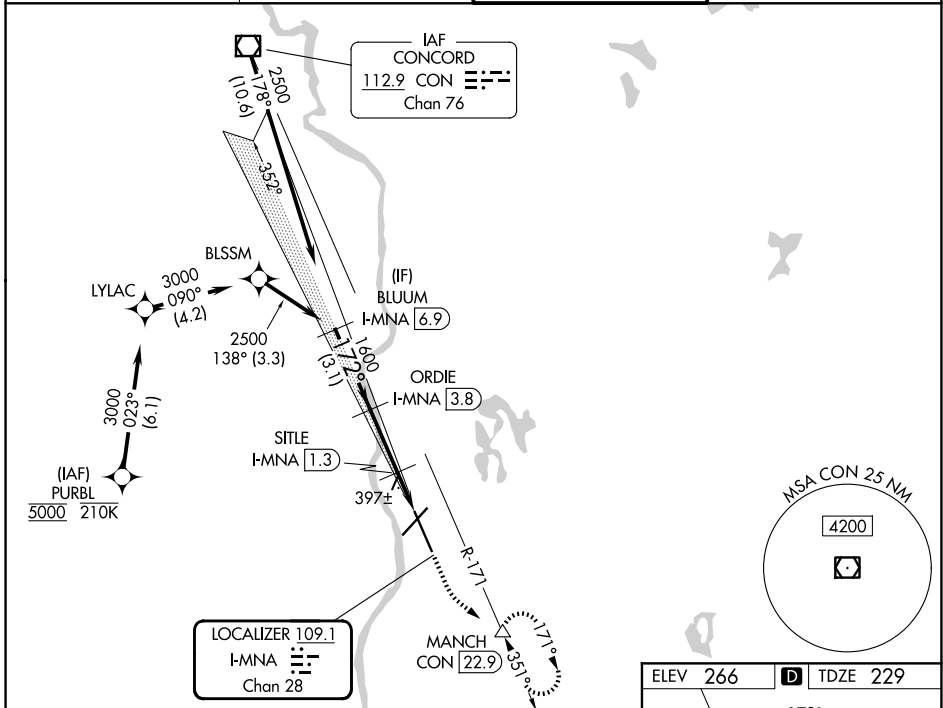 IAF
CONCORD
112.9 CON
Chan 76
2500
178°
(10.6)
352°
BLSSM
LYLAC
3000
090°
(4.2)
(IF)
BLUUM
I-MNA 6.9
2500
138° (3.3)
1600
172°
(3.1)
ORDIE
I-MNA 3.8
3000
023°
(6.1)
SITLE
I-MNA 1.3
(IAF)
PURBL
5000 210K
397±
MSA CON 25 NM
4200
R-171
LOCALIZER 109.1
I-MNA
Chan 28
MANCH
CON 22.9
171°
351°
ELEV 266 D TDZE 229